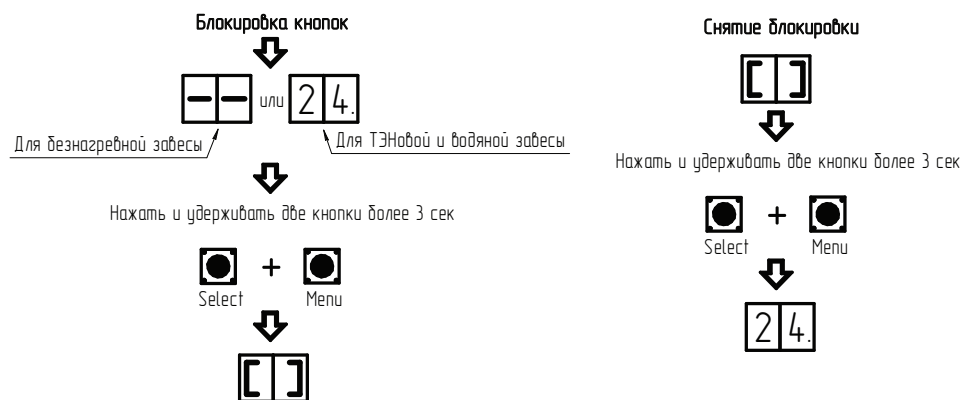 Блокировка кнопок
-- или 24.
Для безнагревной завесы
Для ТЭНовой и водяной завесы
Нажать и удерживать две кнопки более 3 сек
+
Select Menu
[ ]
Снятие блокировки
[ ]
Нажать и удерживать две кнопки более 3 сек
+
Select Menu
24.